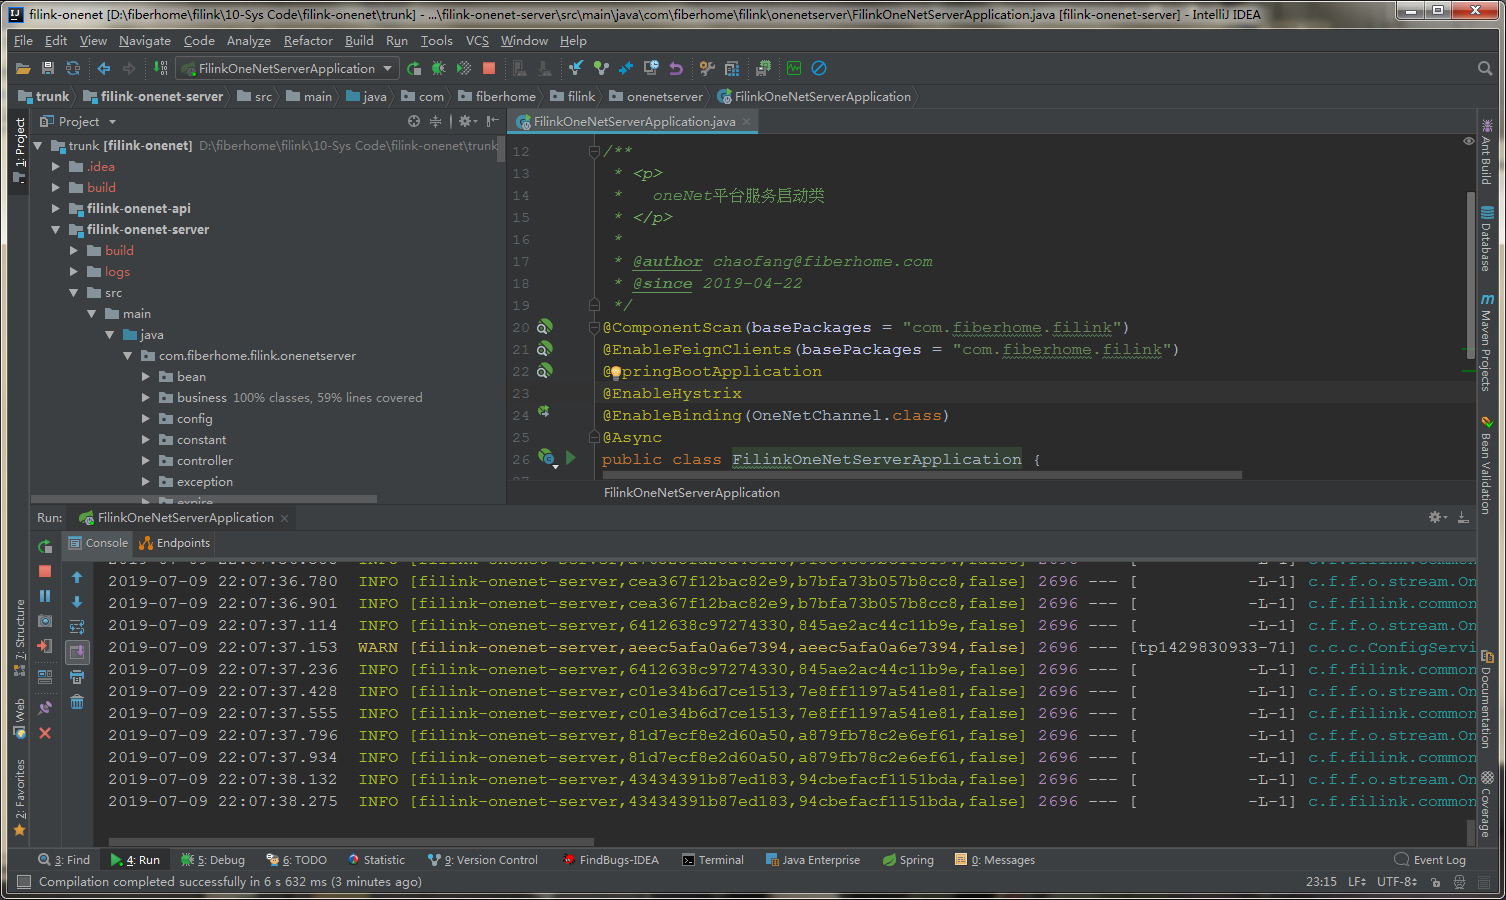 filink-onenet [D:\fiberhome\filink\10-Sys Code\filink-onenet\trunk] - ...\filink-onenet-server\src\main\java\com\fiberhome\filink\onenetserver\FilinkOneNetServerApplication.java [filink-onenet-server] - IntelliJ IDEA
File Edit View Navigate Code Analyze Refactor Build Run Tools VCS Window Help
FilinkOneNetServerApplication
trunk filink-onenet-server src main java com fiberhome filink onenetserver FilinkOneNetServerApplication
1: Project
7: Structure
Web
2: Favorites
Project
trunk [filink-onenet] D:\fiberhome\filink\10-Sys Code\filink-onenet\trunk
.idea
build
filink-onenet-api
filink-onenet-server
build
logs
src
main
java
com.fiberhome.filink.onenetserver
bean
business 100% classes, 59% lines covered
config
constant
controller
exception
expire
FilinkOneNetServerApplication.java
12 /**
13 * <p>
14 * oneNet平台服务启动类
15 * </p>
16 *
17 * @author chaofang@fiberhome.com
18 * @since 2019-04-22
19 */
20 @ComponentScan(basePackages = "com.fiberhome.filink")
21 @EnableFeignClients(basePackages = "com.fiberhome.filink")
22 @SpringBootApplication
23 @EnableHystrix
24 @EnableBinding(OneNetChannel.class)
25 @Async
26 public class FilinkOneNetServerApplication {
FilinkOneNetServerApplication
Ant Build
Database
Maven Projects
Bean Validation
Documentation
Coverage
Run: FilinkOneNetServerApplication
Console Endpoints
2019-07-09 22:07:36.780 INFO [filink-onenet-server,cea367f12bac82e9,b7bfa73b057b8cc8,false] 2696 --- [ -L-1] c.f.f.o.stream.On
2019-07-09 22:07:36.901 INFO [filink-onenet-server,cea367f12bac82e9,b7bfa73b057b8cc8,false] 2696 --- [ -L-1] c.f.filink.common
2019-07-09 22:07:37.114 INFO [filink-onenet-server,6412638c97274330,845ae2ac44c11b9e,false] 2696 --- [ -L-1] c.f.f.o.stream.On
2019-07-09 22:07:37.153 WARN [filink-onenet-server,aeec5afa0a6e7394,aeec5afa0a6e7394,false] 2696 --- [tp1429830933-71] c.c.c.ConfigServi
2019-07-09 22:07:37.236 INFO [filink-onenet-server,6412638c97274330,845ae2ac44c11b9e,false] 2696 --- [ -L-1] c.f.filink.common
2019-07-09 22:07:37.428 INFO [filink-onenet-server,c01e34b6d7ce1513,7e8ff1197a541e81,false] 2696 --- [ -L-1] c.f.f.o.stream.On
2019-07-09 22:07:37.555 INFO [filink-onenet-server,c01e34b6d7ce1513,7e8ff1197a541e81,false] 2696 --- [ -L-1] c.f.filink.common
2019-07-09 22:07:37.796 INFO [filink-onenet-server,81d7ecf8e2d60a50,a879fb78c2e6ef61,false] 2696 --- [ -L-1] c.f.f.o.stream.On
2019-07-09 22:07:37.934 INFO [filink-onenet-server,81d7ecf8e2d60a50,a879fb78c2e6ef61,false] 2696 --- [ -L-1] c.f.filink.common
2019-07-09 22:07:38.132 INFO [filink-onenet-server,43434391b87ed183,94cbefacf1151bda,false] 2696 --- [ -L-1] c.f.f.o.stream.On
2019-07-09 22:07:38.275 INFO [filink-onenet-server,43434391b87ed183,94cbefacf1151bda,false] 2696 --- [ -L-1] c.f.filink.common
3: Find 4: Run 5: Debug 6: TODO Statistic 9: Version Control FindBugs-IDEA Terminal Java Enterprise Spring 0: Messages Event Log
Compilation completed successfully in 6 s 632 ms (3 minutes ago) 23:15 LF UTF-8